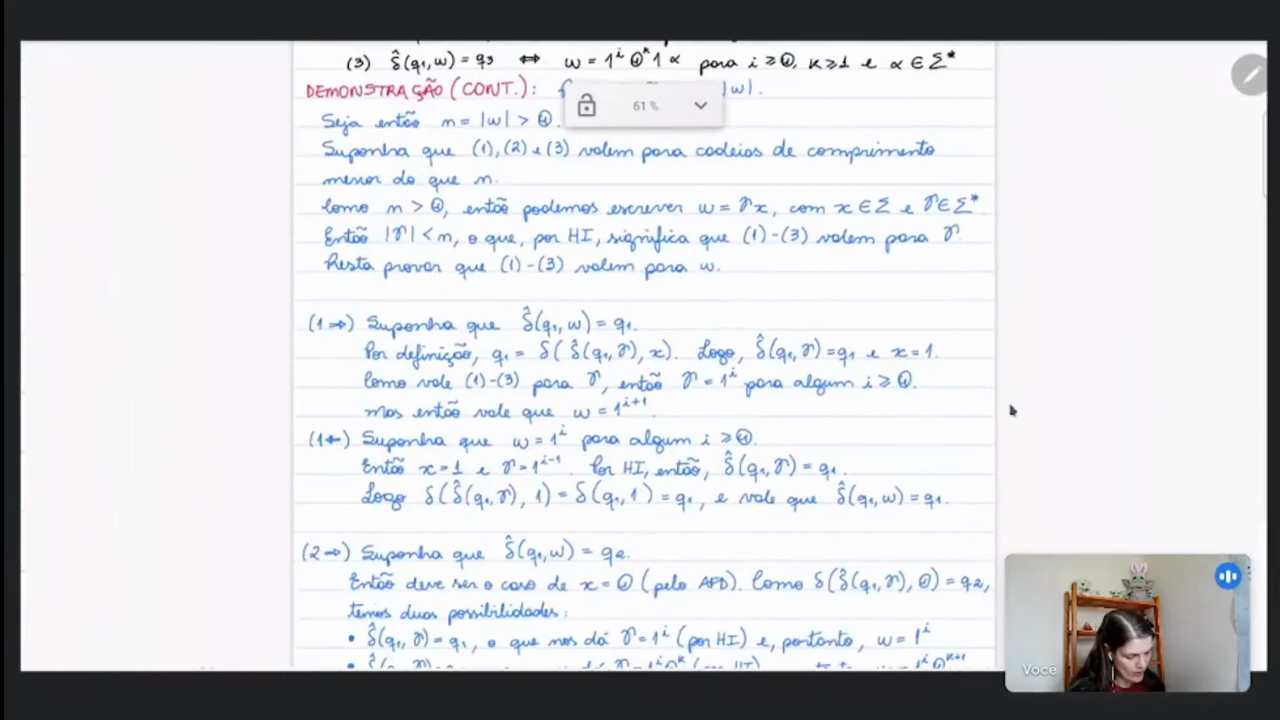 (3) δ̂(q₁,w) = q₃ ⟺ w = 1ⁱ 0ᵏ 1 α para i ≥ 0, k ≥ 1 e α ∈ Σ*
DEMONSTRAÇÃO (CONT.): |w|.
61 %
Seja então n = |w| > 0.
Suponha que (1), (2) e (3) valem para cadeias de comprimento
menor do que n.
Como n > 0, então podemos escrever w = γx, com x ∈ Σ e γ ∈ Σ*
Então |γ| < n, o que, por HI, significa que (1)-(3) valem para γ.
Resta provar que (1)-(3) valem para w.
(1⇒) Suponha que δ̂(q₁,w) = q₁.
Por definição, q₁ = δ(δ̂(q₁,γ), x). Logo, δ̂(q₁,γ) = q₁ e x = 1.
Como vale (1)-(3) para γ, então γ = 1ⁱ para algum i ≥ 0.
Mas então vale que w = 1ⁱ⁺¹.
(1⇐) Suponha que w = 1ⁱ para algum i ≥ 0.
Então x = 1 e γ = 1ⁱ⁻¹. Por HI, então, δ̂(q₁,γ) = q₁.
Logo δ(δ̂(q₁,γ), 1) = δ(q₁,1) = q₁, e vale que δ̂(q₁,w) = q₁.
(2⇒) Suponha que δ̂(q₁,w) = q₂.
Então deve ser o caso de x = 0 (pelo AFD). Como δ(δ̂(q₁,γ), 0) = q₂,
temos duas possibilidades:
• δ̂(q₁,γ) = q₁, o que nos dá γ = 1ⁱ (por HI) e, portanto, w = 1ⁱ
Você